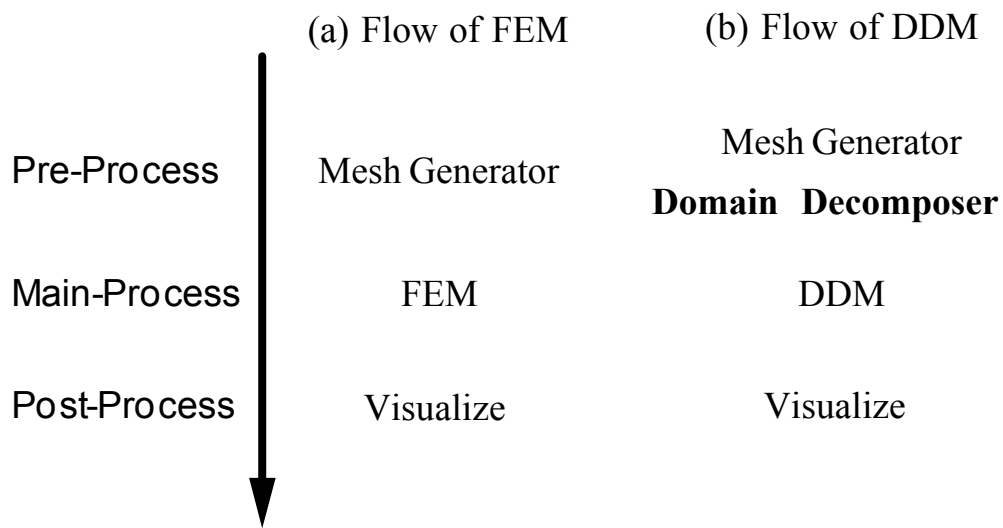 (a) Flow of FEM (b) Flow of DDM
Pre-Process Mesh Generator Mesh Generator
Domain Decomposer
Main-Process FEM DDM
Post-Process Visualize Visualize